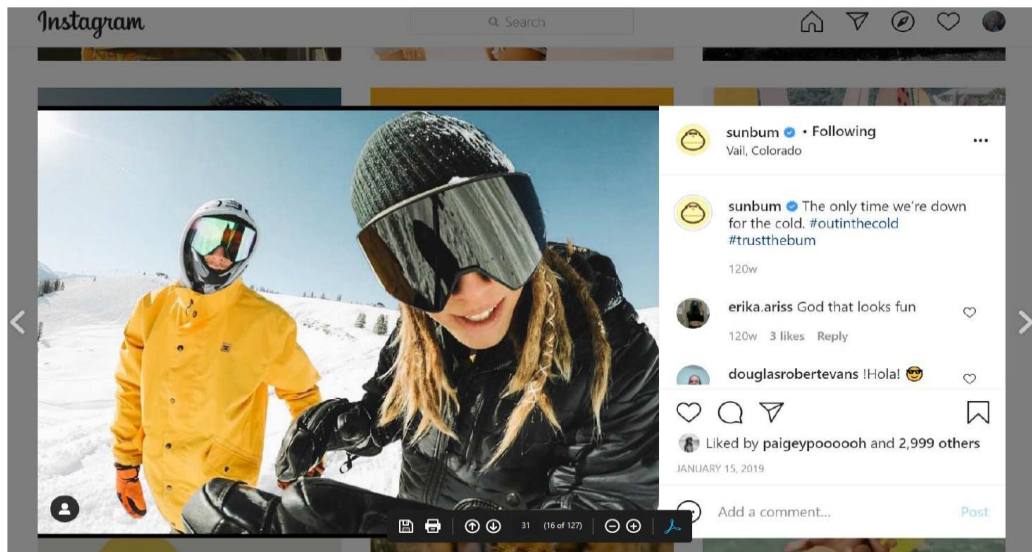 Instagram
Search
sunbum • Following
Vail, Colorado
sunbum The only time we're down
for the cold. #outinthecold
#trustthebum
120w
erika.ariss God that looks fun
120w 3 likes Reply
douglasrobertevans !Hola! 😎
Liked by paigeypoooooh and 2,999 others
JANUARY 15, 2019
Add a comment... Post
31 (16 of 127)